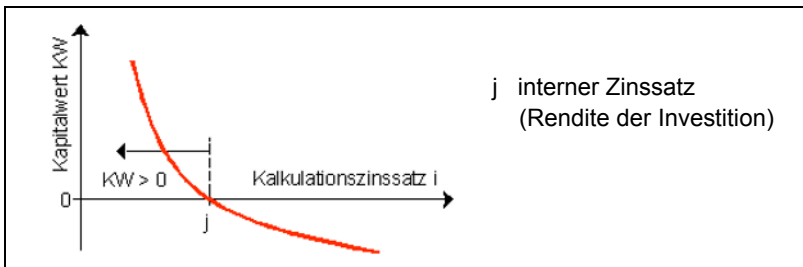 Kapitalwert KW
j interner Zinssatz
(Rendite der Investition)
KW > 0
Kalkulationszinssatz i
0
j